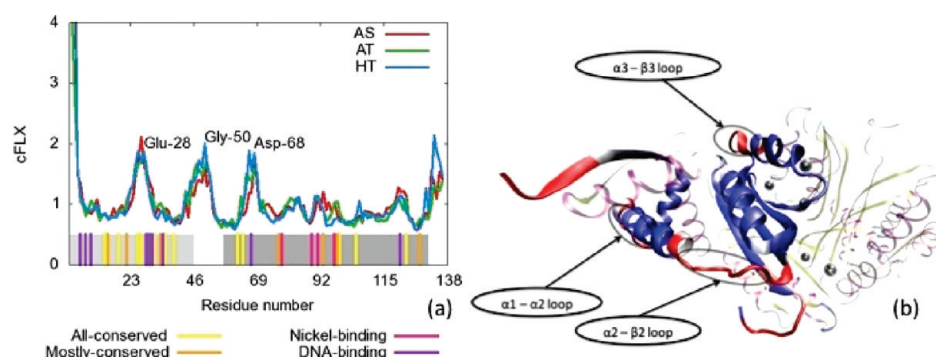 4
3
2
1
0
cFLX
AS
AT
HT
Glu-28
Gly-50
Asp-68
23 46 69 92 115 138
Residue number
(a)
All-conserved
Mostly-conserved
Nickel-binding
DNA-binding
α3 – β3 loop
α1 – α2 loop
α2 – β2 loop
(b)